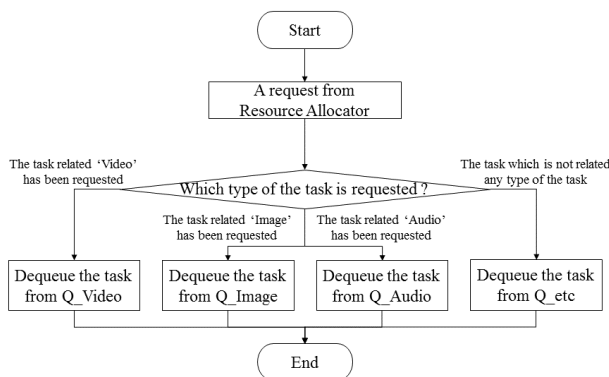 Start
A request from
Resource Allocator
The task related ‘Video’
has been requested
The task which is not related
any type of the task
Which type of the task is requested ?
The task related ‘Image’
has been requested
The task related ‘Audio’
has been requested
Dequeue the task
from Q_Video
Dequeue the task
from Q_Image
Dequeue the task
from Q_Audio
Dequeue the task
from Q_etc
End